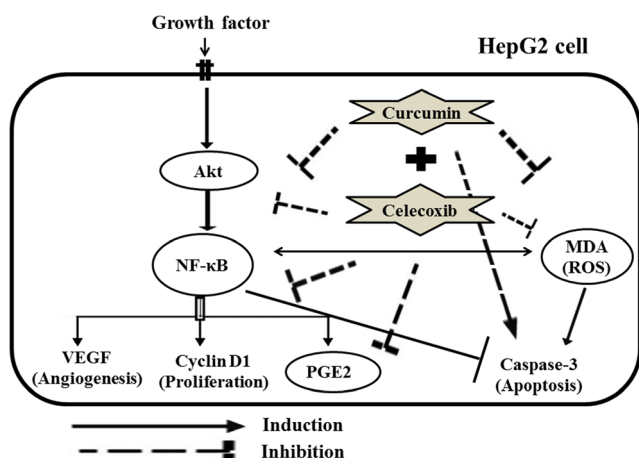 Growth factor
HepG2 cell
Curcumin
Akt
Celecoxib
NF-κB
MDA
(ROS)
VEGF
(Angiogenesis)
Cyclin D1
(Proliferation)
PGE2
Caspase-3
(Apoptosis)
Induction
Inhibition